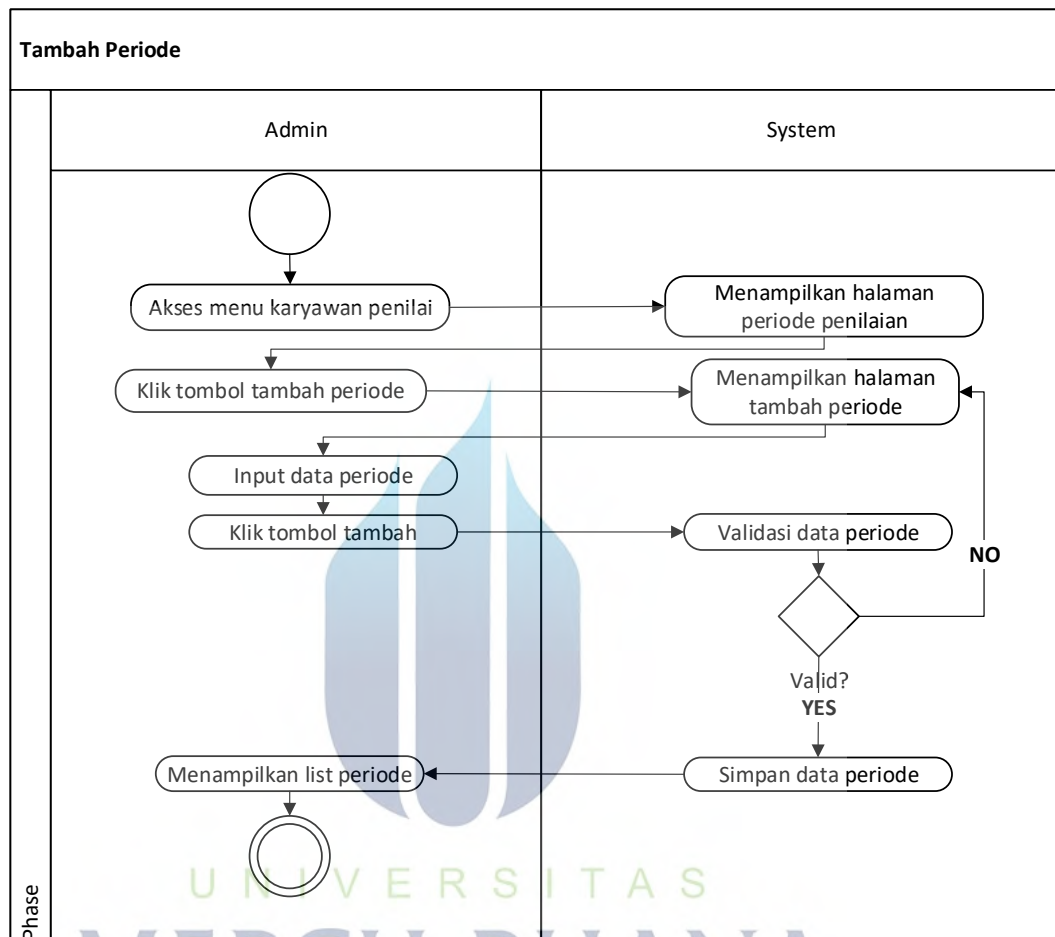 Tambah Periode
Admin
System
Akses menu karyawan penilai
Menampilkan halaman
periode penilaian
Klik tombol tambah periode
Menampilkan halaman
tambah periode
Input data periode
Klik tombol tambah
Validasi data periode
NO
Valid?
YES
Menampilkan list periode
Simpan data periode
Phase
UNIVERSITAS
MERCU BUANA